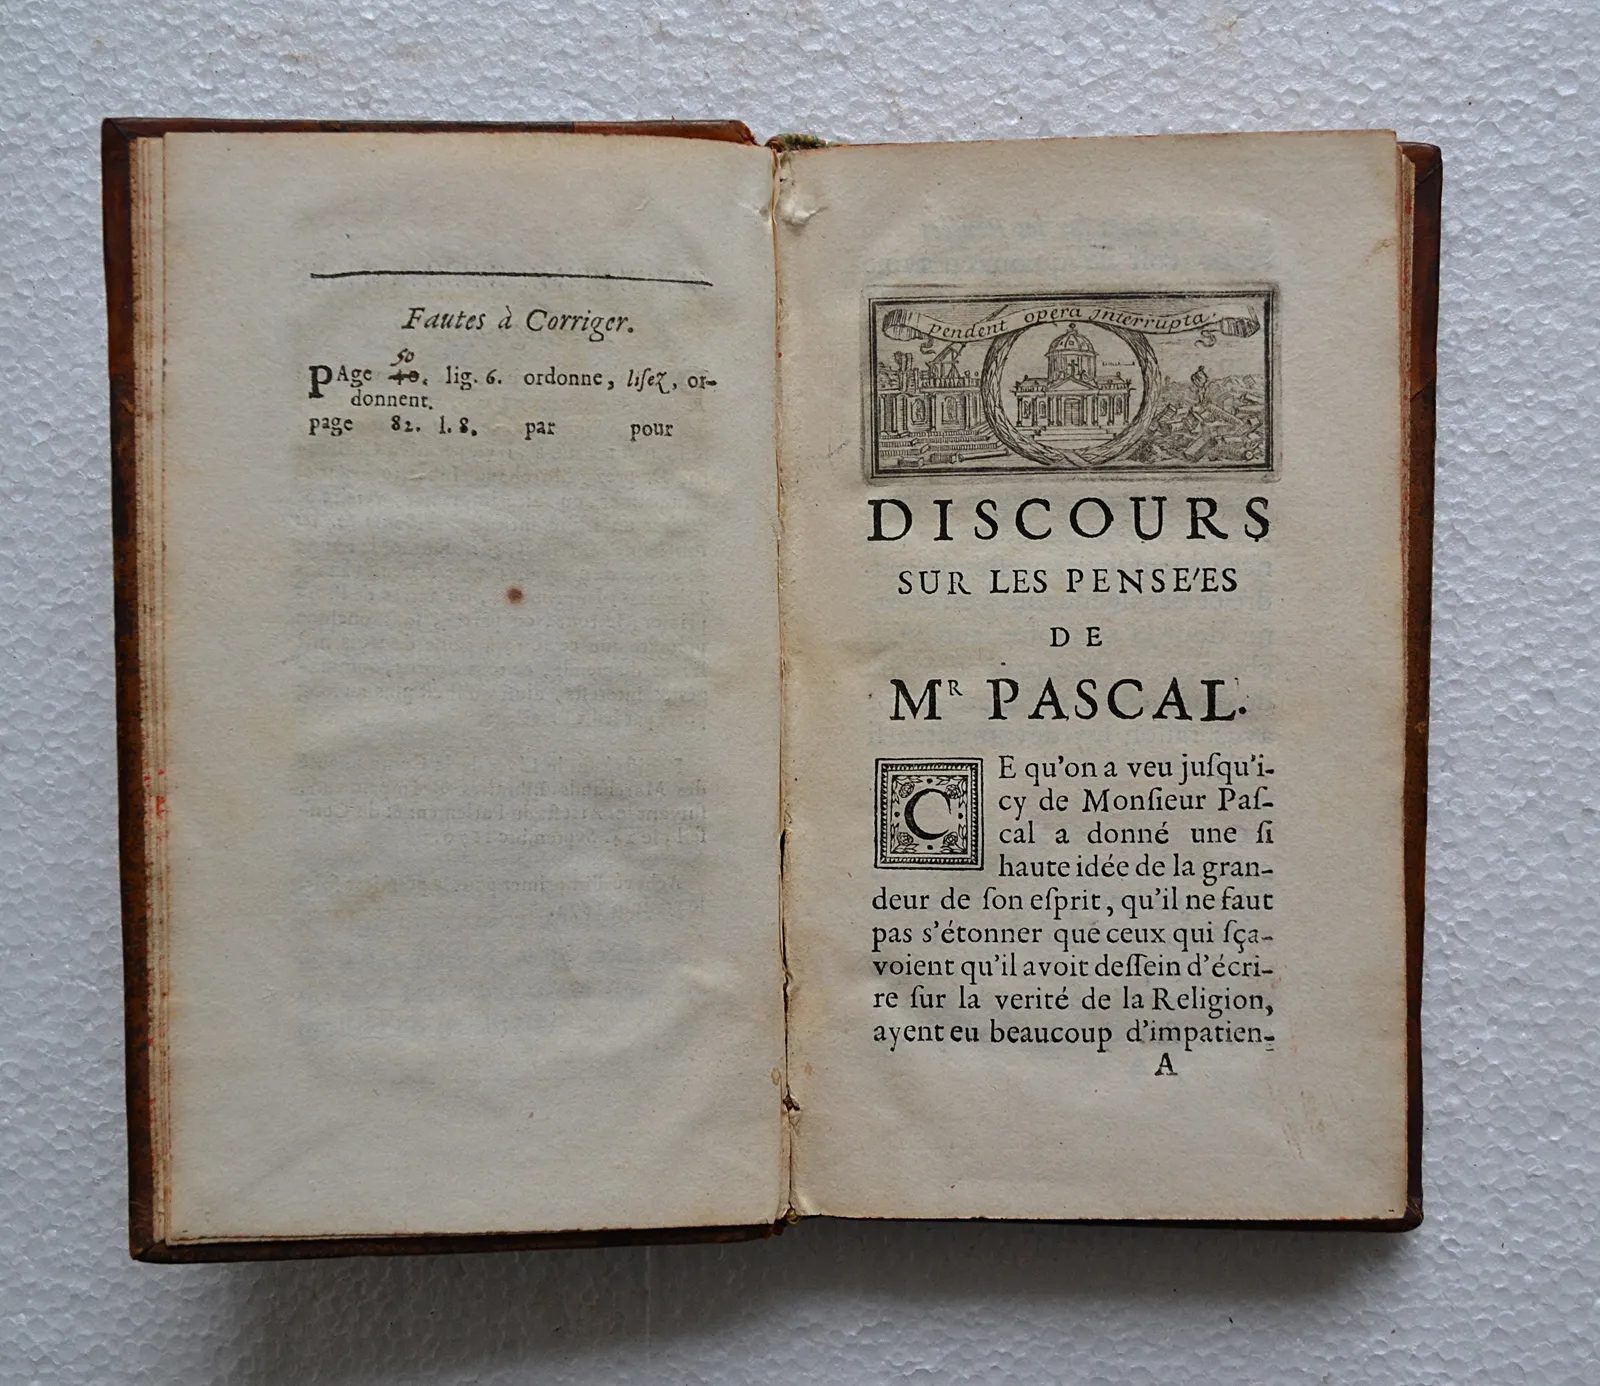 Fautes à Corriger.
50
PAge 40. lig. 6. ordonne, liſez, or-
donnent.
page 82. l. 8. par pour
pendent opera interrupta
DISCOURS
SUR LES PENSE'ES
DE
MR PASCAL.
CE qu'on a veu juſqu'i-
cy de Monſieur Paſ-
cal a donné une ſi
haute idée de la gran-
deur de ſon eſprit, qu'il ne faut
pas s'étonner que ceux qui ſça-
voient qu'il avoit deſſein d'écri-
re ſur la verité de la Religion,
ayent eu beaucoup d'impatien-
A